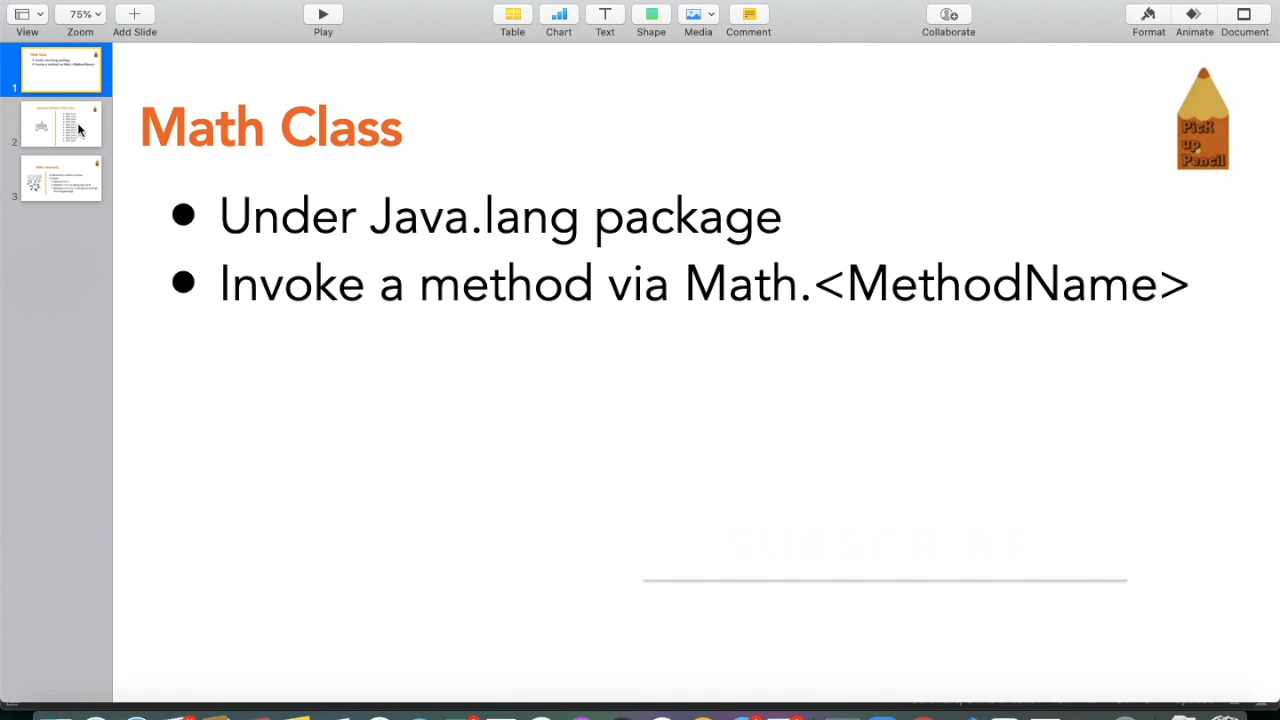 View
75%
Zoom
Add Slide
Play
Table
Chart
Text
Shape
Media
Comment
Collaborate
Format
Animate
Document
1
2
3
Math Class
Pick
up
Pencil
• Under Java.lang package
• Invoke a method via Math.<MethodName>